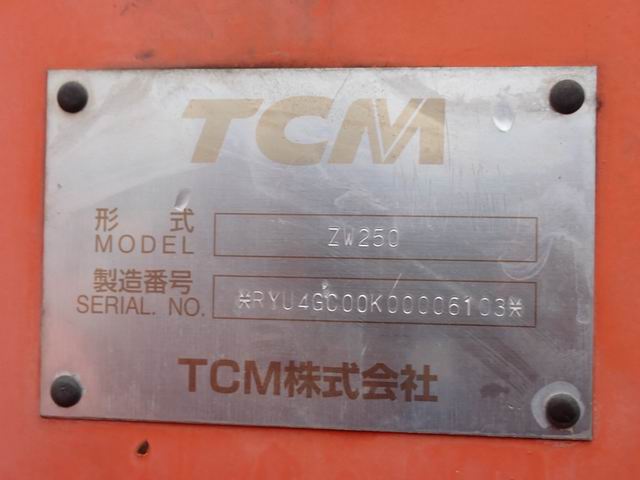 TCM
形式 ZW250
MODEL
製造番号 *RYU4GC00K00006103*
SERIAL. NO.
TCM株式会社